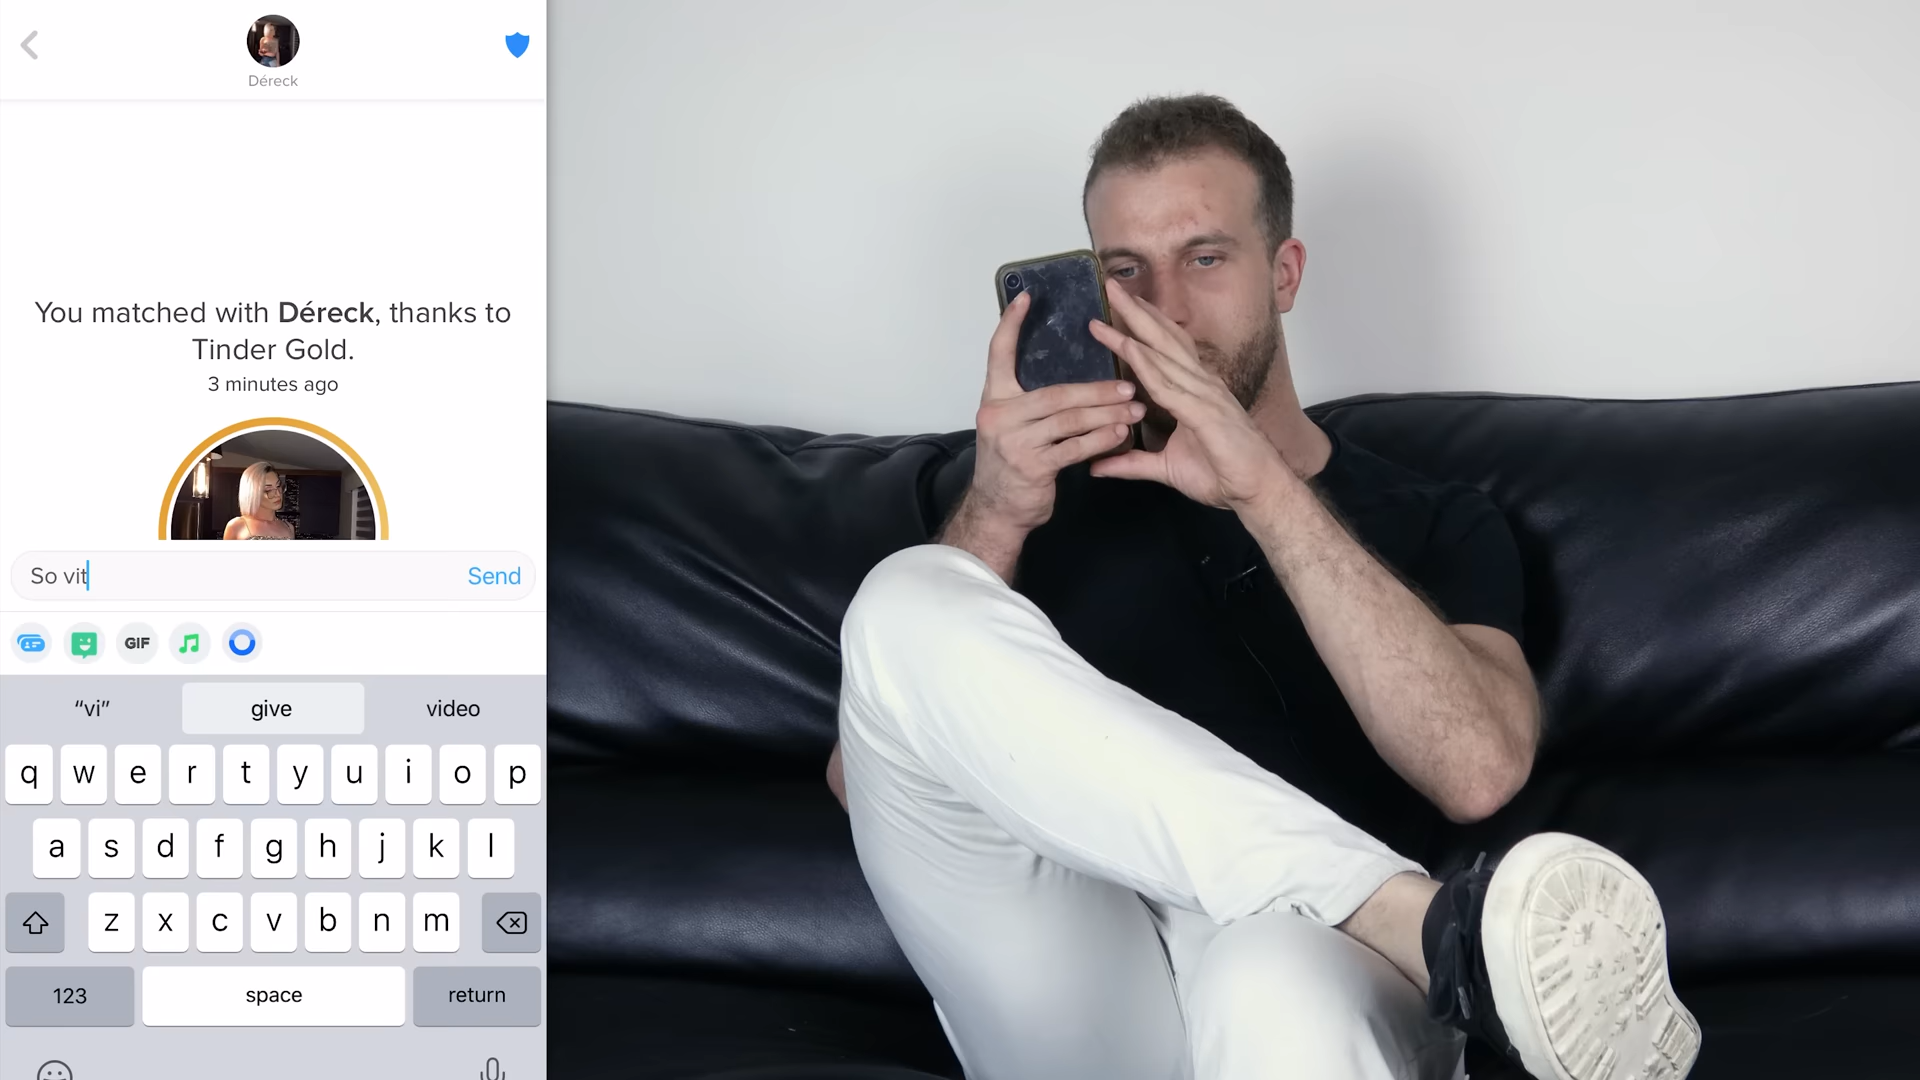 Déreck
You matched with Déreck, thanks to
Tinder Gold.
3 minutes ago
So vit
Send
GIF
“vi”
give
video
q w e r t y u i o p
a s d f g h j k l
z x c v b n m
123
space
return